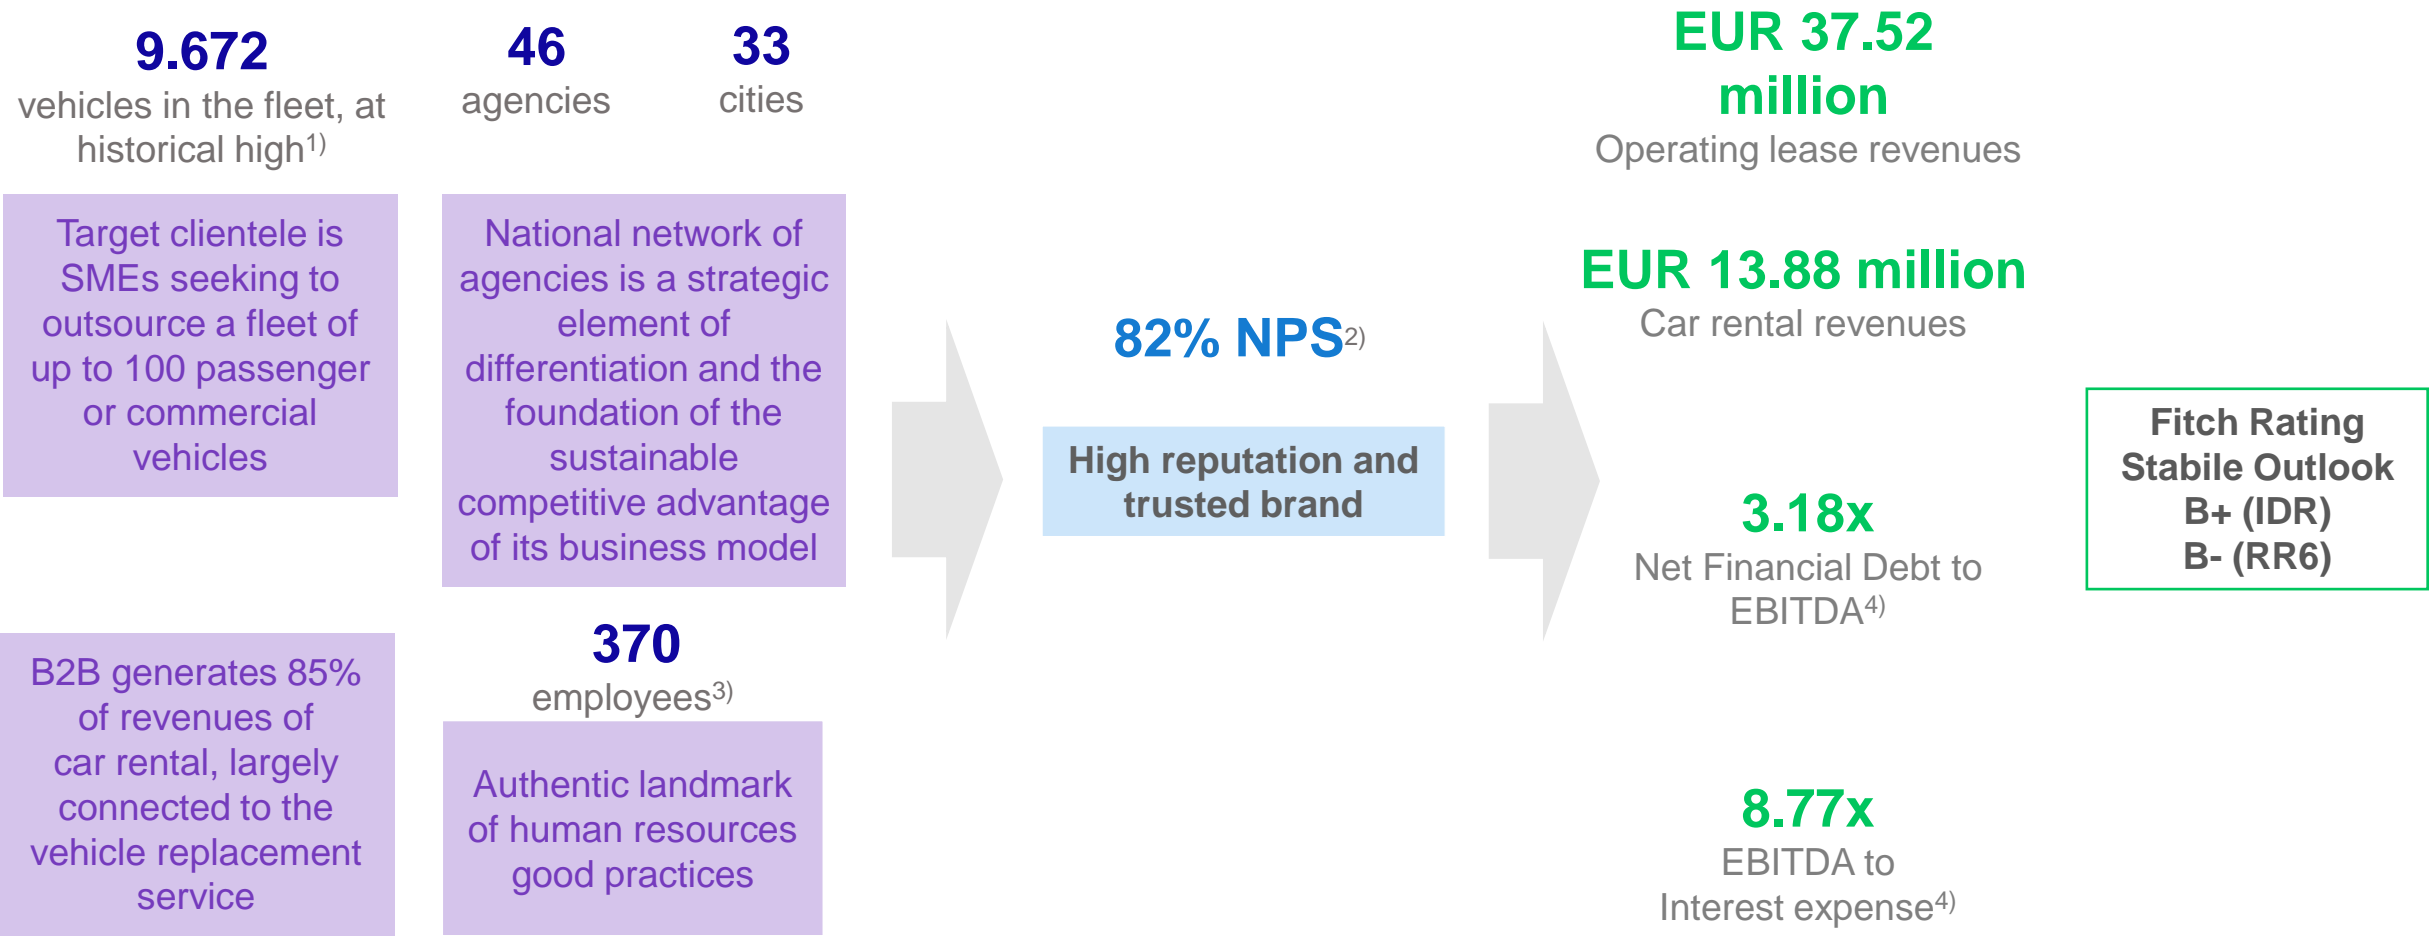 9.672
vehicles in the fleet, at
historical high1)
Target clientele is
SMEs seeking to
outsource a fleet of
up to 100 passenger
or commercial
vehicles
B2B generates 85%
of revenues of
car rental, largely
connected to the
vehicle replacement
service
46
agencies
33
cities
National network of
agencies is a strategic
element of
differentiation and the
foundation of the
sustainable
competitive advantage
of its business model
370
employees3)
Authentic landmark
of human resources
good practices
82% NPS2)
High reputation and
trusted brand
EUR 37.52
million
Operating lease revenues
EUR 13.88 million
Car rental revenues
3.18x
Net Financial Debt to
EBITDA4)
8.77x
EBITDA to
Interest expense4)
Fitch Rating
Stabile Outlook
B+ (IDR)
B- (RR6)